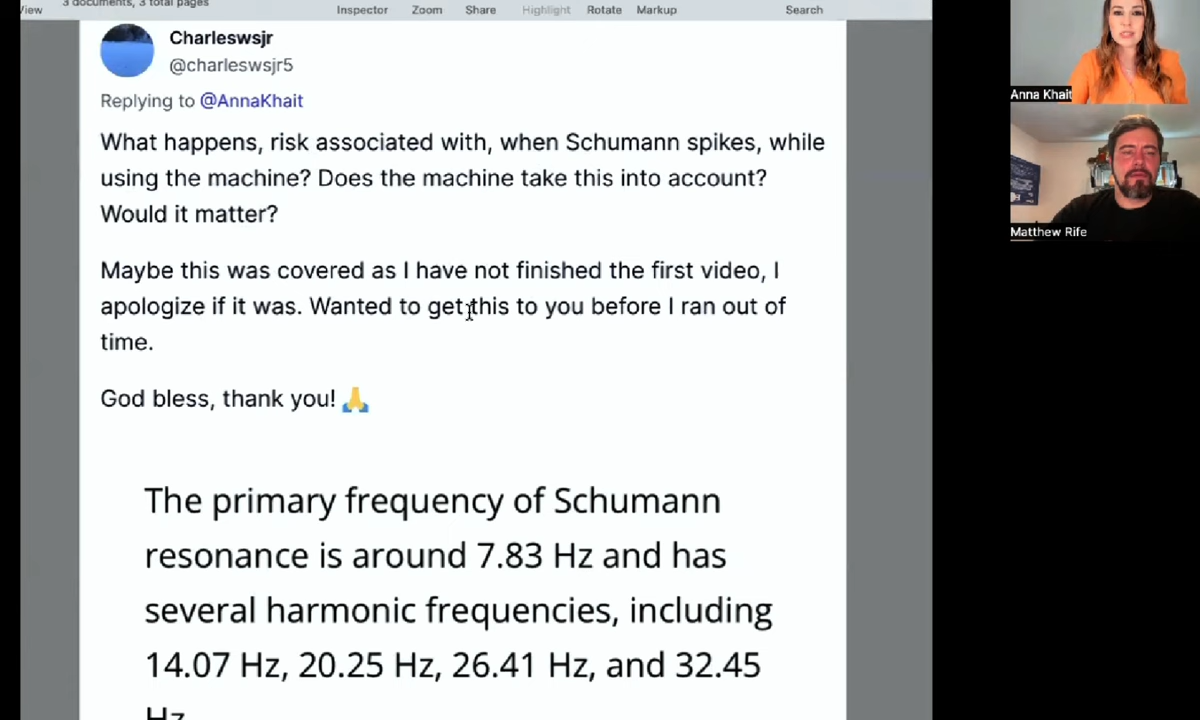 View
3 documents, 3 total pages
Inspector
Zoom
Share
Highlight
Rotate
Markup
Search
Charleswsjr
@charleswsjr5
Replying to @AnnaKhait
What happens, risk associated with, when Schumann spikes, while
using the machine? Does the machine take this into account?
Would it matter?
Maybe this was covered as I have not finished the first video, I
apologize if it was. Wanted to get this to you before I ran out of
time.
God bless, thank you! 🙏
The primary frequency of Schumann
resonance is around 7.83 Hz and has
several harmonic frequencies, including
14.07 Hz, 20.25 Hz, 26.41 Hz, and 32.45
Hz
Anna Khait
Matthew Rife